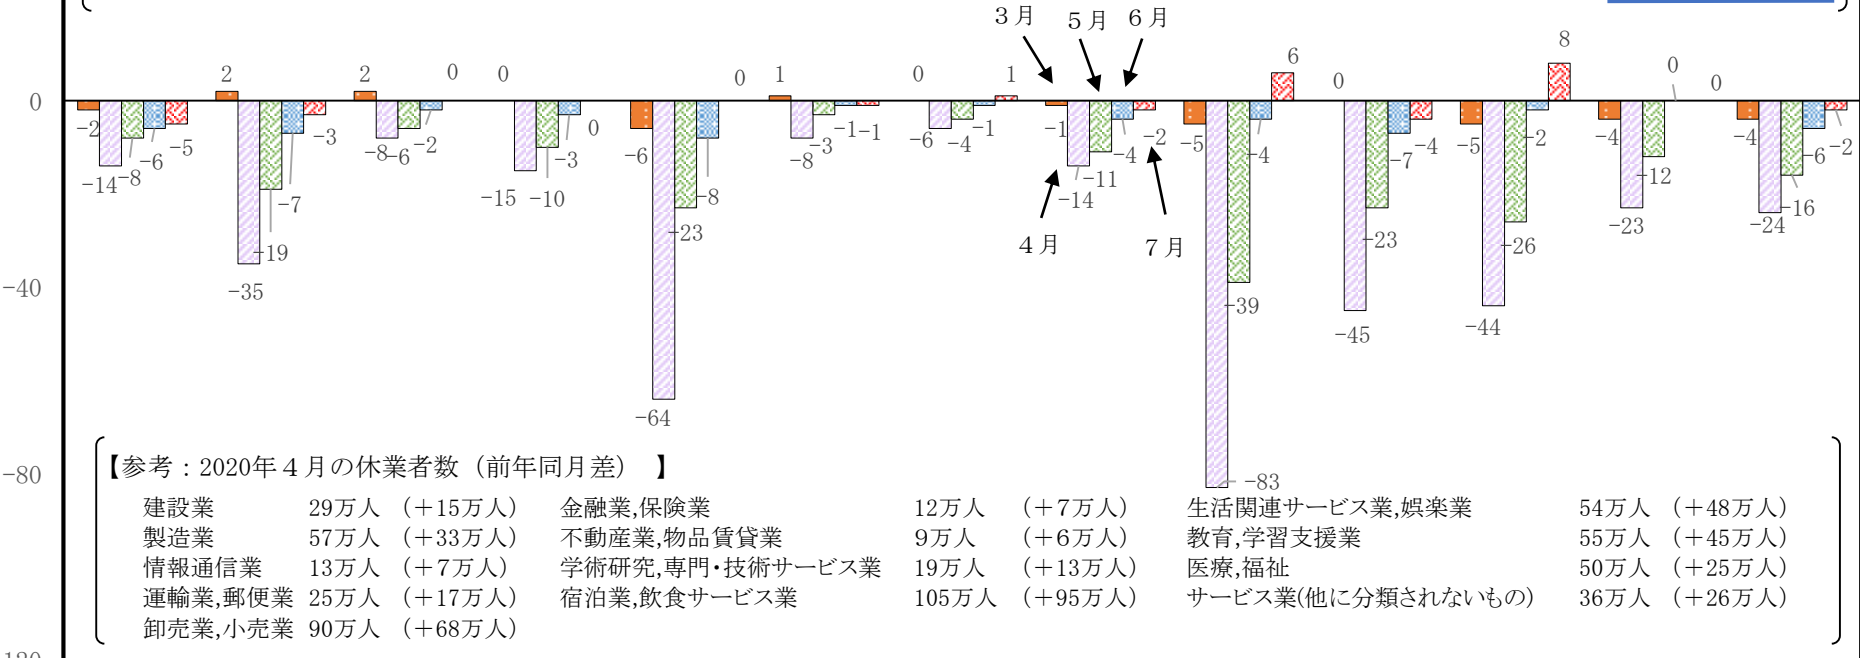 ３月 ５月 ６月
2 2 0 0 0 1 0 1 6 0 8 0 0
0
-2 -14 -8 -6 -5
-35 -19 -7 -3
-8 -6 -2
-15 -10 -3 0
-6 -64 -23 -8
-8 -3 -1 -1
-6 -4 -1
-1 -14 -11 -4 -2
-5 -83 -39 -4
-45 -23 -7 -4
-5 -44 -26 -2
-4 -23 -12
-4 -24 -16 -6 -2
４月 ７月
-40
-80
【参考：2020年４月の休業者数（前年同月差） 】
建設業 29万人 （＋15万人） 金融業,保険業 12万人 （＋7万人） 生活関連サービス業,娯楽業 54万人 （＋48万人）
製造業 57万人 （＋33万人） 不動産業,物品賃貸業 9万人 （＋6万人） 教育,学習支援業 55万人 （＋45万人）
情報通信業 13万人 （＋7万人） 学術研究,専門・技術サービス業 19万人 （＋13万人） 医療,福祉 50万人 （＋25万人）
運輸業,郵便業 25万人 （＋17万人） 宿泊業,飲食サービス業 105万人 （＋95万人） サービス業(他に分類されないもの) 36万人 （＋26万人）
卸売業,小売業 90万人 （＋68万人）